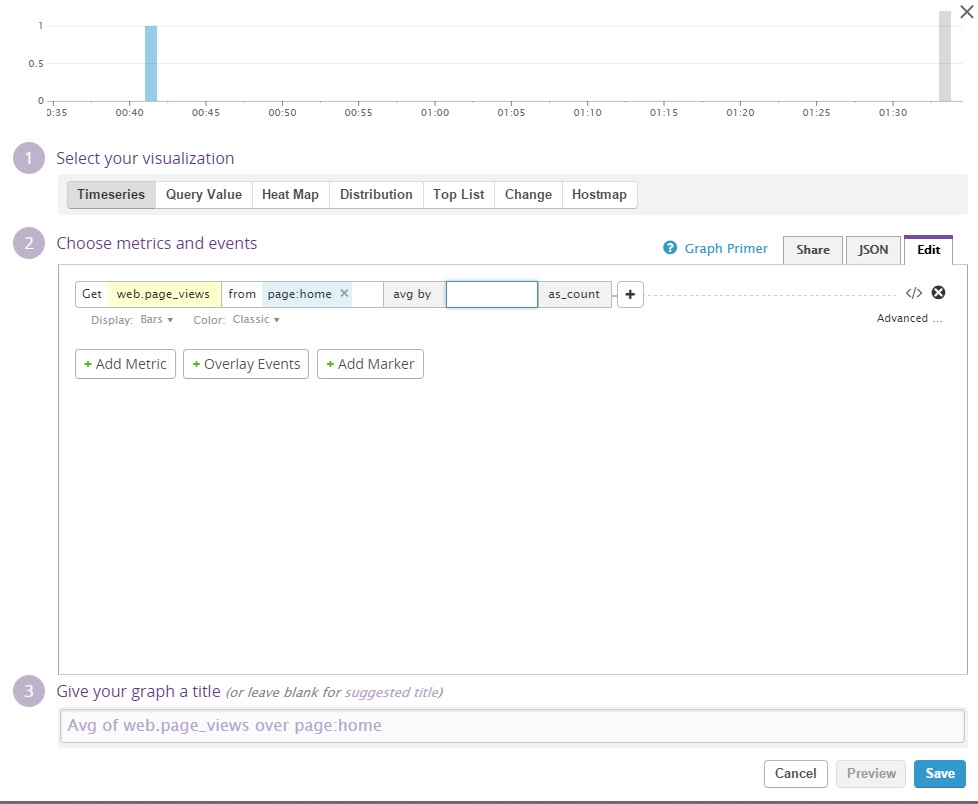 1
0.5
0
0:35 00:40 00:45 00:50 00:55 01:00 01:05 01:10 01:15 01:20 01:25 01:30
1 Select your visualization
Timeseries Query Value Heat Map Distribution Top List Change Hostmap
2 Choose metrics and events
? Graph Primer Share JSON Edit
Get web.page_views from page:home × avg by as_count + </>
Display: Bars ▾ Color: Classic ▾ Advanced ...
+ Add Metric + Overlay Events + Add Marker
3 Give your graph a title (or leave blank for suggested title)
Avg of web.page_views over page:home
Cancel Preview Save